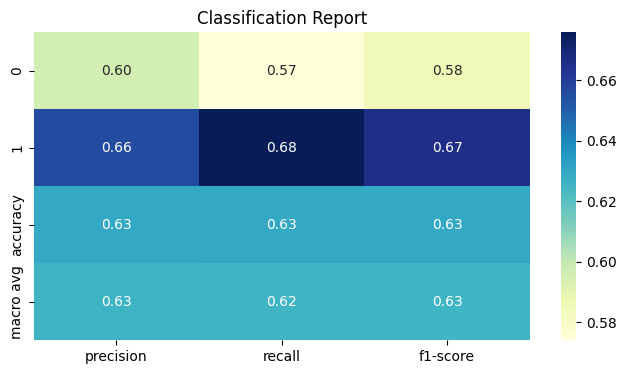 Classification Report
0 0.60 0.57 0.58
1 0.66 0.68 0.67
accuracy 0.63 0.63 0.63
macro avg 0.63 0.62 0.63
precision recall f1-score
0.66
0.64
0.62
0.60
0.58